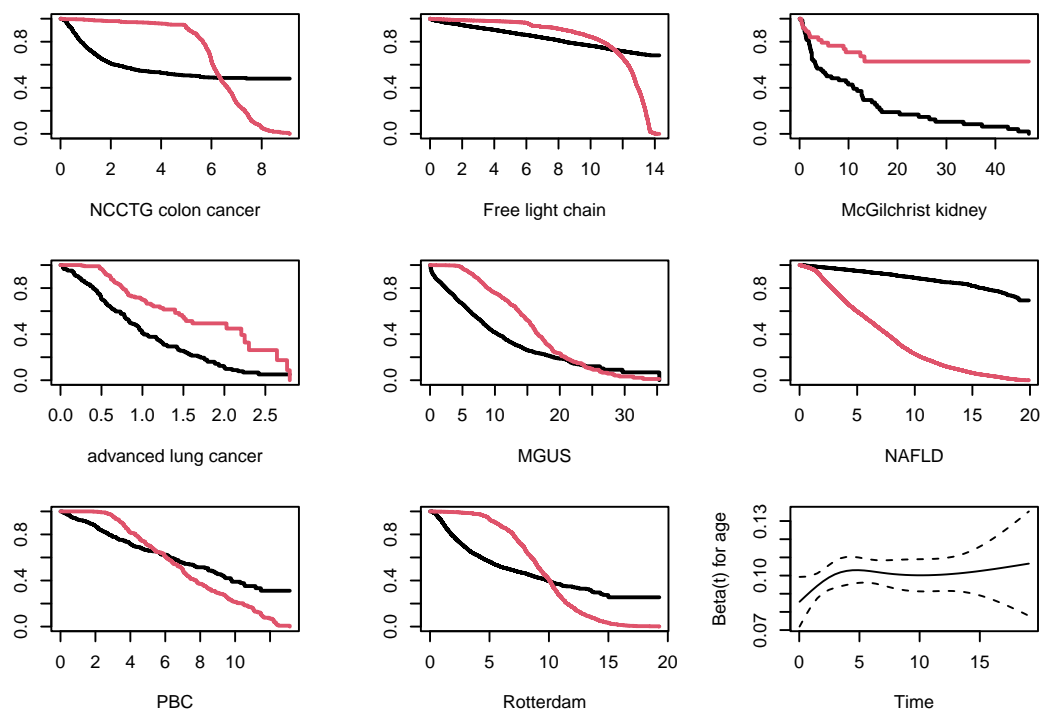 0.0 0.4 0.8
0 2 4 6 8
NCCTG colon cancer
0.0 0.4 0.8
0 2 4 6 8 10 14
Free light chain
0.0 0.4 0.8
0 10 20 30 40
McGilchrist kidney
0.0 0.4 0.8
0.0 0.5 1.0 1.5 2.0 2.5
advanced lung cancer
0.0 0.4 0.8
0 5 10 20 30
MGUS
0.0 0.4 0.8
0 5 10 15 20
NAFLD
0.0 0.4 0.8
0 2 4 6 8 10
PBC
0.0 0.4 0.8
0 5 10 15 20
Rotterdam
Beta(t) for age
0.07 0.10 0.13
0 5 10 15
Time